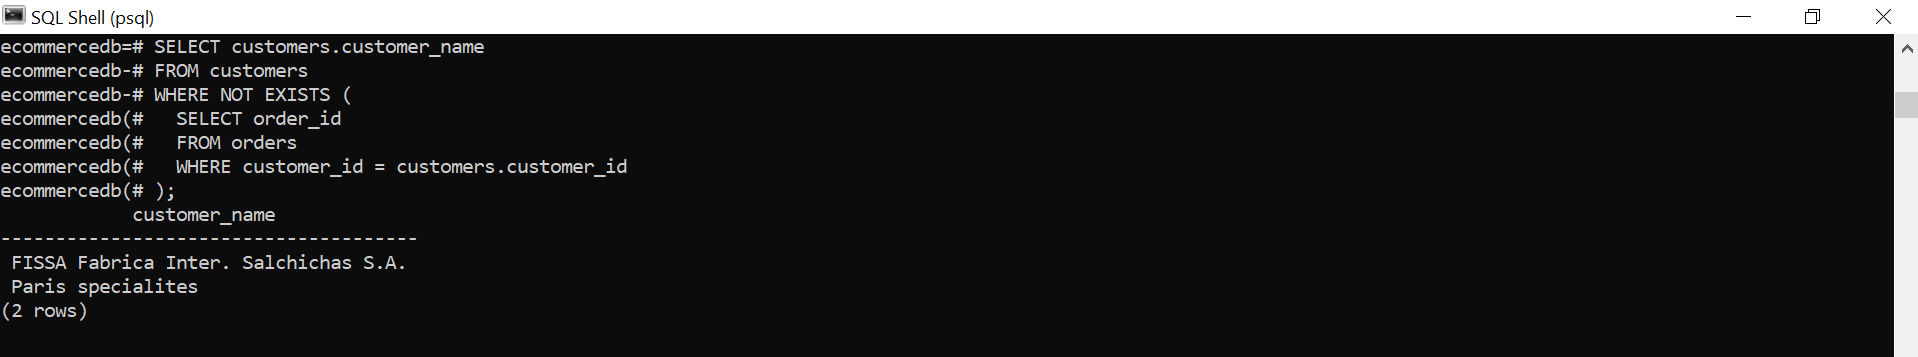 SQL Shell (psql)
ecommercedb=# SELECT customers.customer_name
ecommercedb-# FROM customers
ecommercedb-# WHERE NOT EXISTS (
ecommercedb(#   SELECT order_id
ecommercedb(#   FROM orders
ecommercedb(#   WHERE customer_id = customers.customer_id
ecommercedb(# );
            customer_name
--------------------------------------
 FISSA Fabrica Inter. Salchichas S.A.
 Paris specialites
(2 rows)